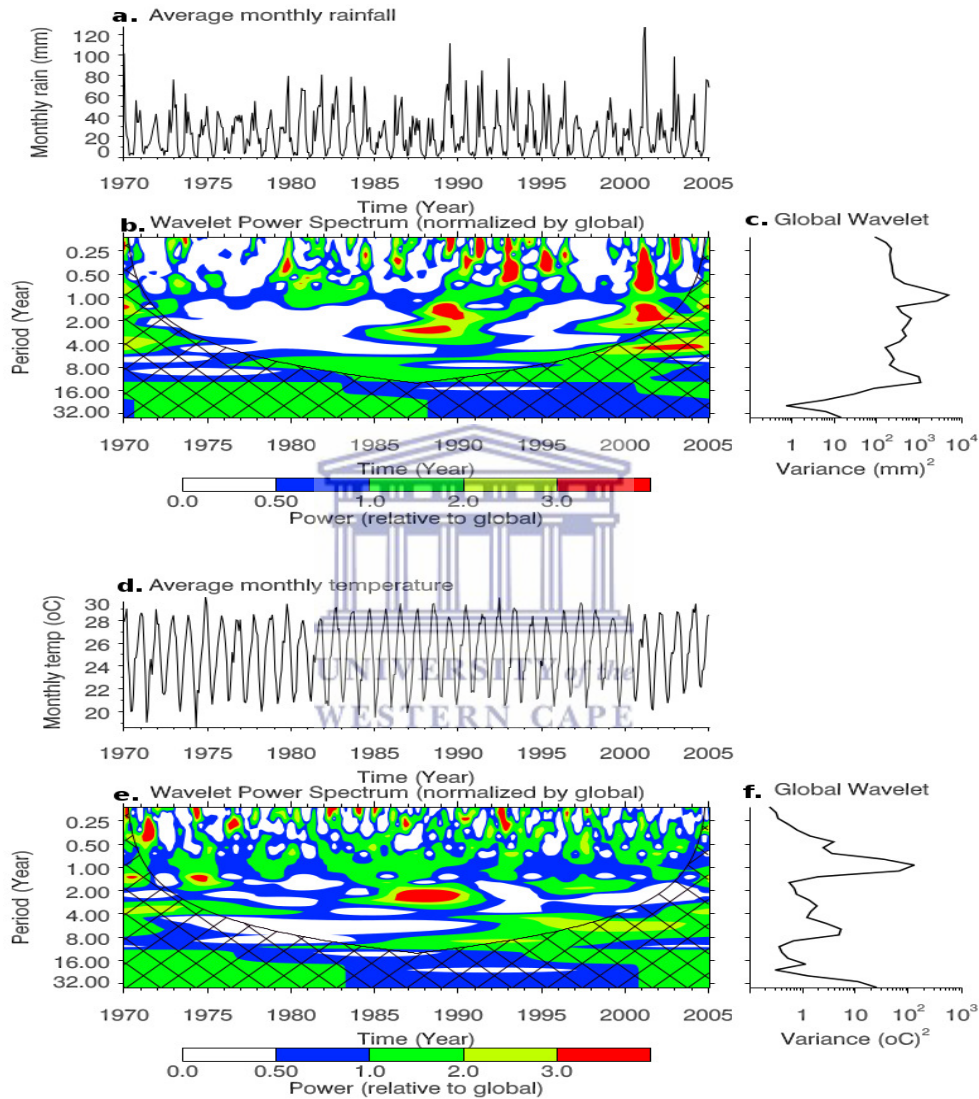 a. Average monthly rainfall
Monthly rain (mm)
120
100
80
60
40
20
0
1970 1975 1980 1985 1990 1995 2000 2005
Time (Year)
b. Wavelet Power Spectrum (normalized by global)
c. Global Wavelet
Period (Year)
0.25
0.50
1.00
2.00
4.00
8.00
16.00
32.00
1970 1975 1980 1985 1990 1995 2000 2005
Time (Year)
1 10 10² 10³ 10⁴
Variance (mm)²
0.0 0.50 1.0 2.0 3.0
Power (relative to global)
d. Average monthly temperature
Monthly temp (oC)
30
28
26
24
22
20
UNIVERSITY of the
WESTERN CAPE
1970 1975 1980 1985 1990 1995 2000 2005
Time (Year)
e. Wavelet Power Spectrum (normalized by global)
f. Global Wavelet
Period (Year)
0.25
0.50
1.00
2.00
4.00
8.00
16.00
32.00
1970 1975 1980 1985 1990 1995 2000 2005
Time (Year)
1 10 10² 10³
Variance (oC)²
0.0 0.50 1.0 2.0 3.0
Power (relative to global)